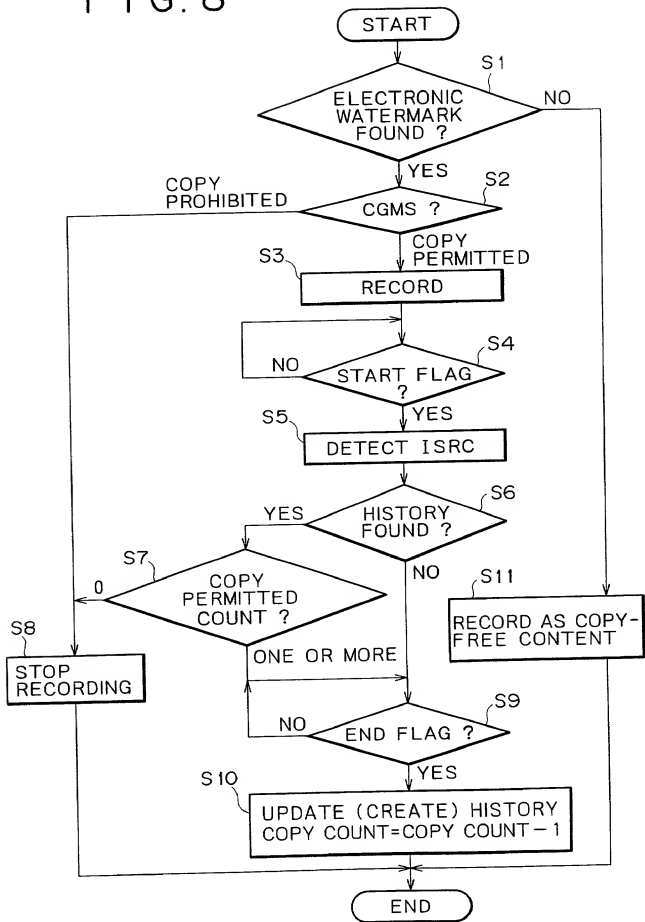 FIG. 8
START
S1
ELECTRONIC
WATERMARK
FOUND ?
NO
YES
COPY
PROHIBITED
S2
CGMS ?
COPY
PERMITTED
S3
RECORD
S4
NO
START FLAG
?
YES
S5
DETECT ISRC
S6
YES
HISTORY
FOUND ?
NO
S7
0
COPY
PERMITTED
COUNT ?
S11
RECORD AS COPY-
FREE CONTENT
S8
STOP
RECORDING
ONE OR MORE
S9
NO
END FLAG ?
YES
S10
UPDATE (CREATE) HISTORY
COPY COUNT=COPY COUNT-1
END